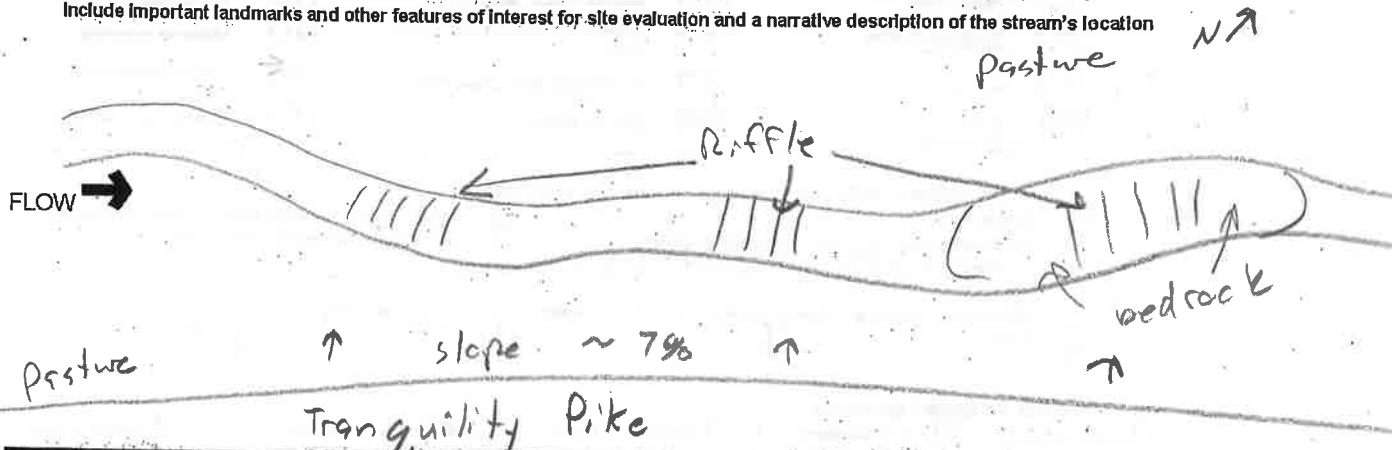 Include important landmarks and other features of interest for site evaluation and a narrative description of the stream's location
N
Pasture
Riffle
FLOW
bedrock
slope ~ 7%
Pasture
Tranquility Pike